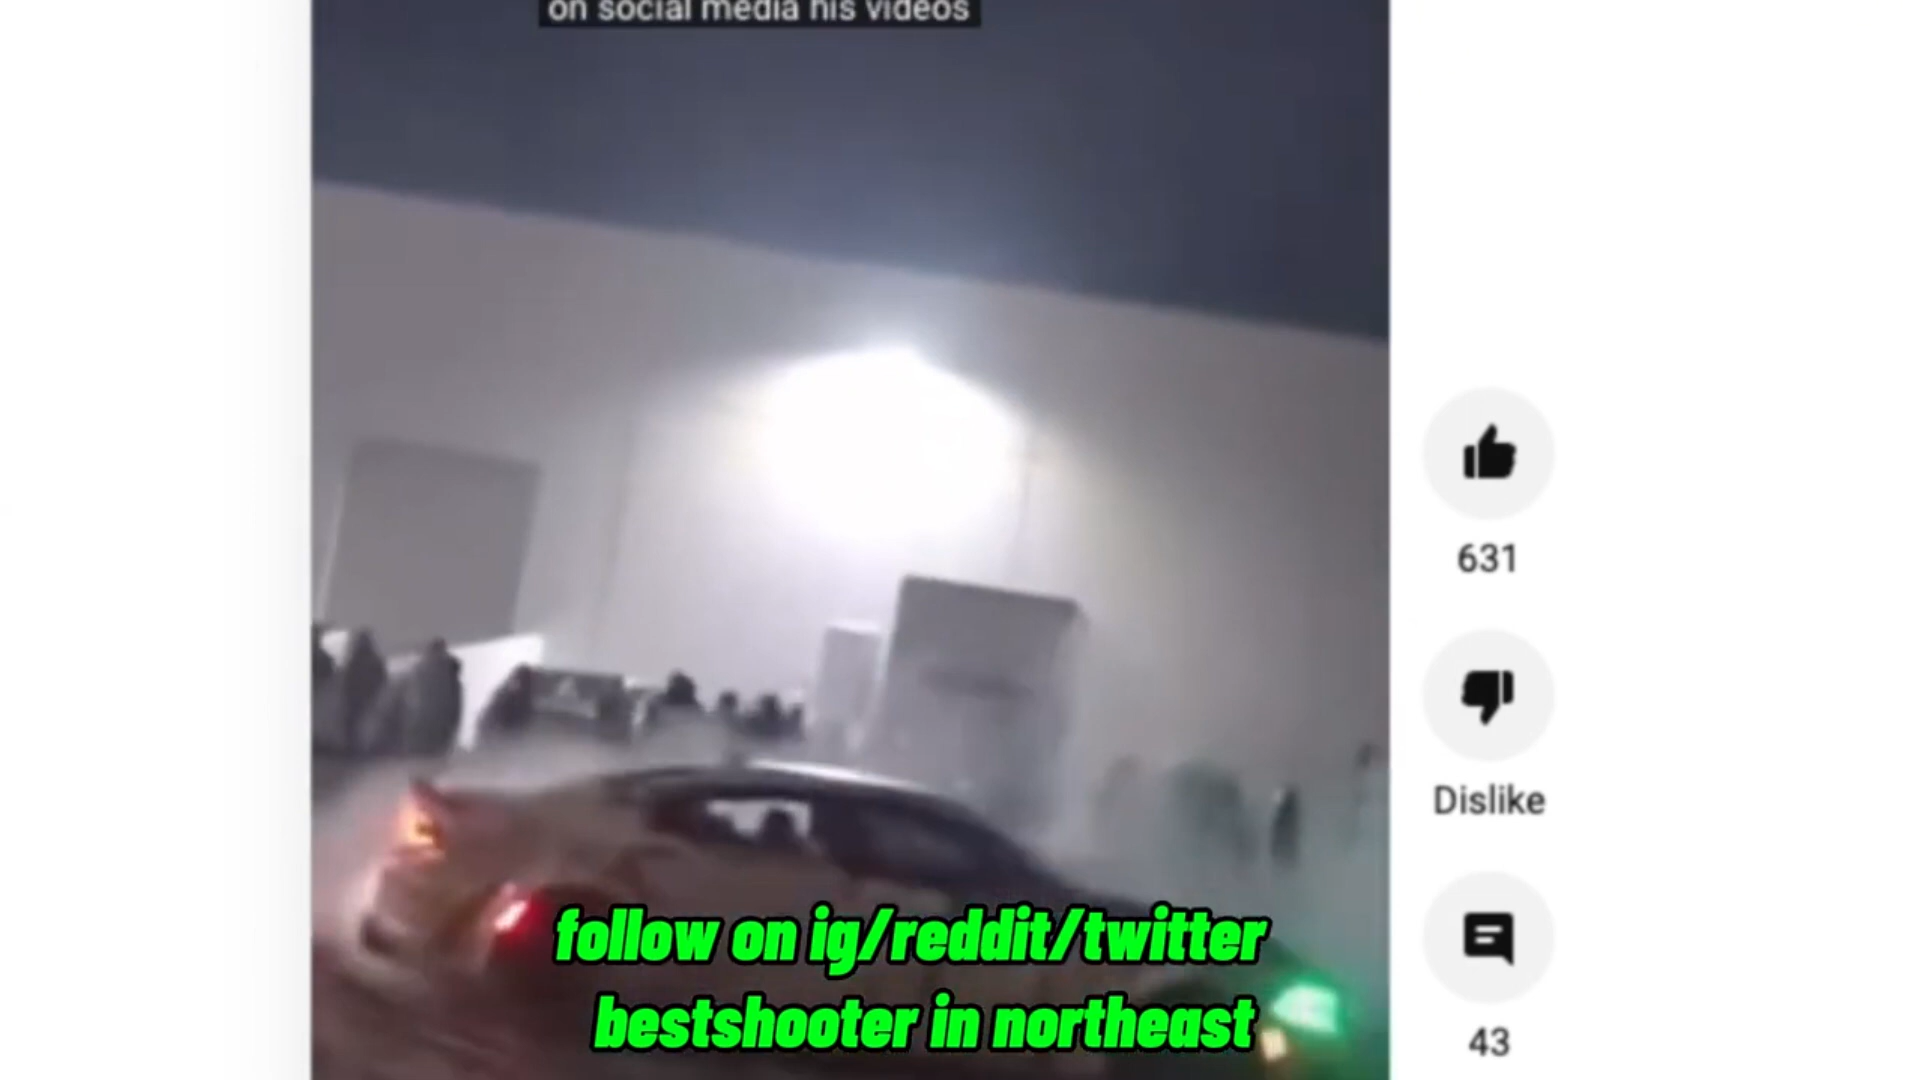 on social media his videos
631
Dislike
follow on ig/reddit/twitter
bestshooter in northeast
43